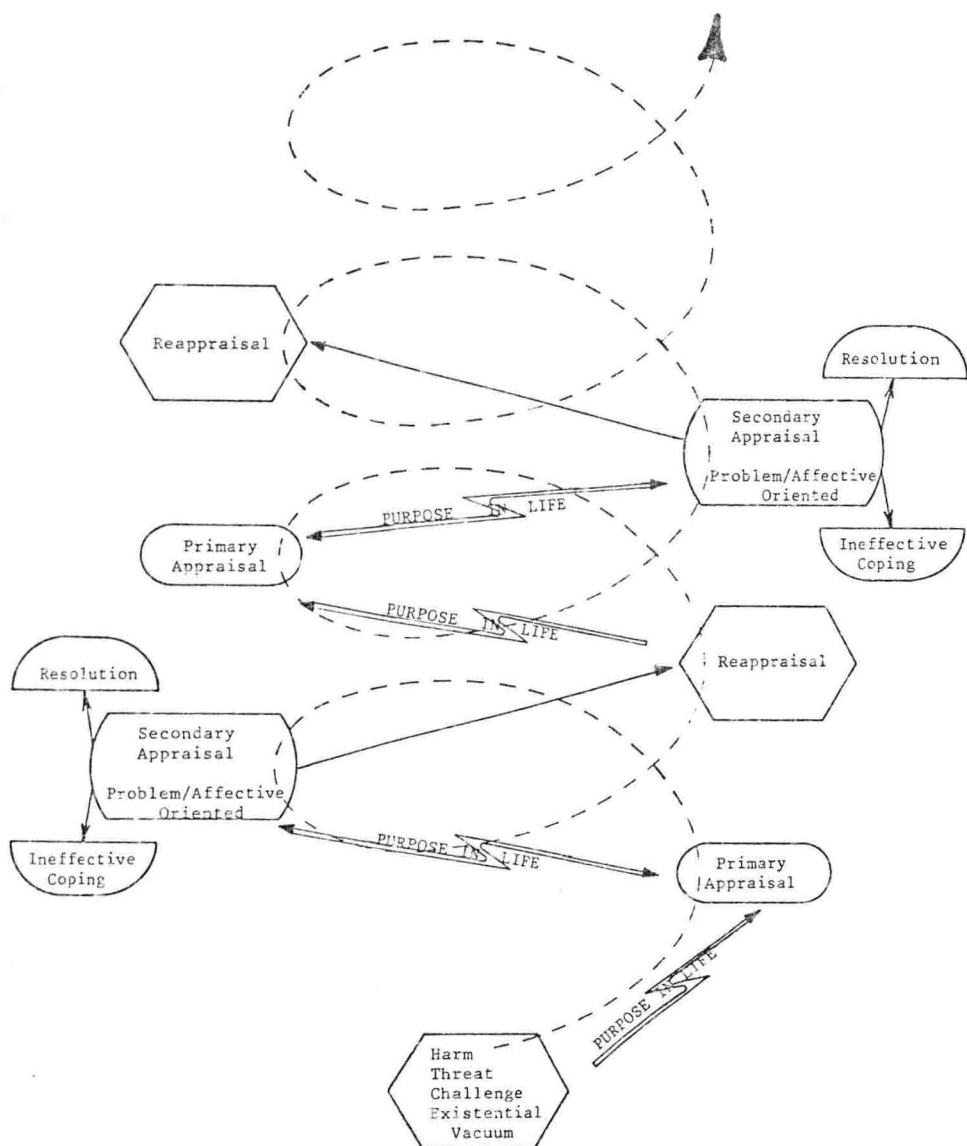 Reappraisal
Resolution
Secondary
Appraisal
Problem/Affective
Oriented
PURPOSE IN LIFE
Primary
Appraisal
Ineffective
Coping
PURPOSE IN LIFE
Reappraisal
Resolution
Secondary
Appraisal
Problem/Affective
Oriented
PURPOSE IN LIFE
Ineffective
Coping
Primary
Appraisal
PURPOSE IN LIFE
Harm
Threat
Challenge
Existential
Vacuum